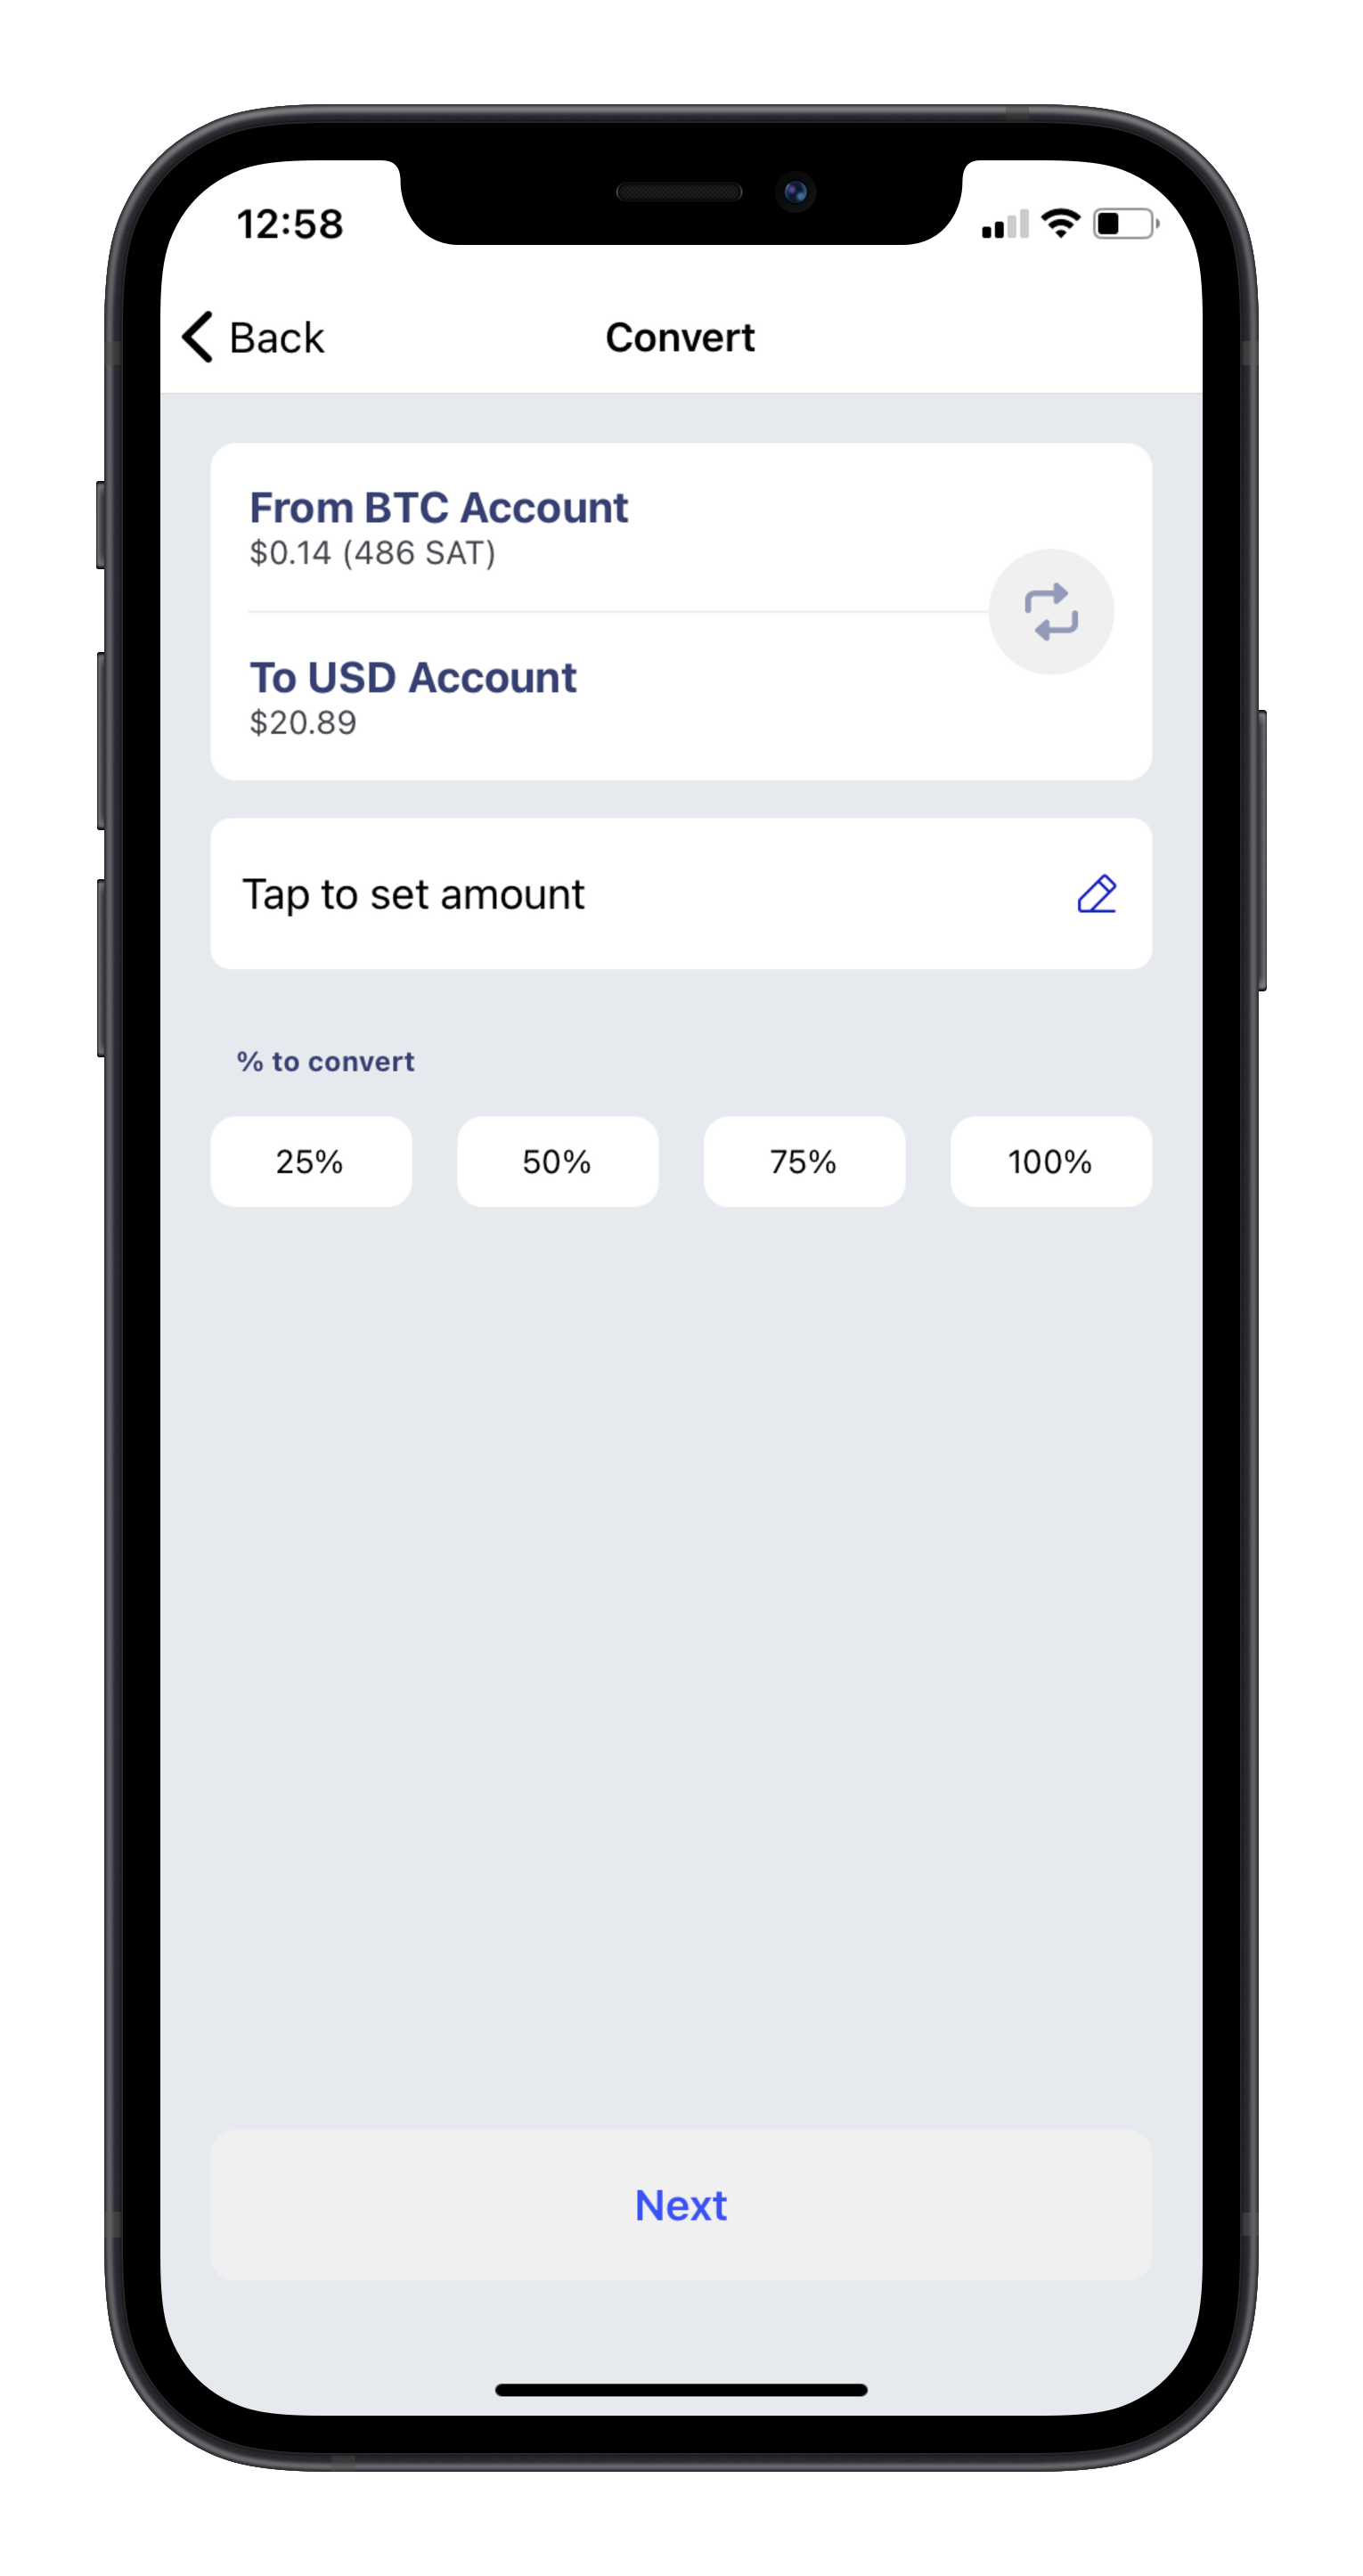 12:58
Back
Convert
From BTC Account
$0.14 (486 SAT)
To USD Account
$20.89
Tap to set amount
% to convert
25% 50% 75% 100%
Next